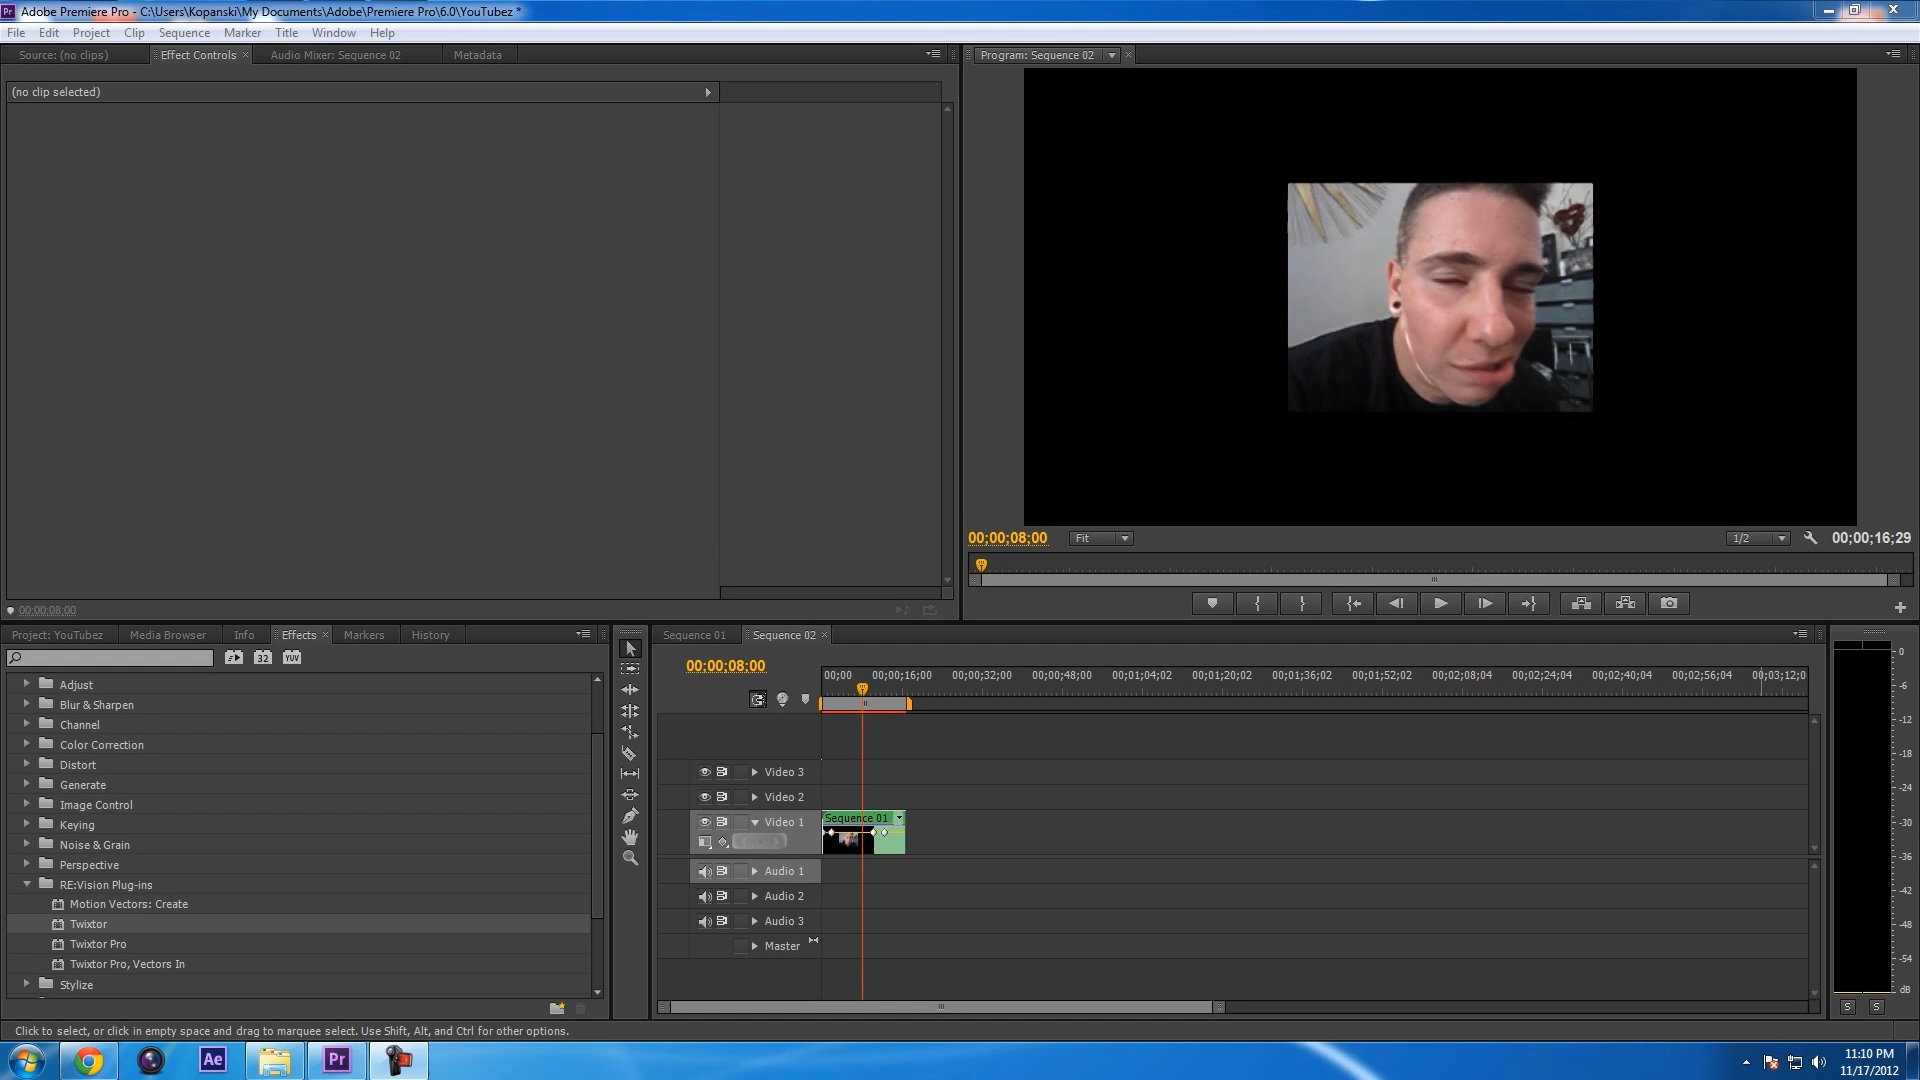 Adobe Premiere Pro - C:\Users\Kopanski\My Documents\Adobe\Premiere Pro\6.0\YouTubez *
File Edit Project Clip Sequence Marker Title Window Help
Source: (no clips) Effect Controls Audio Mixer: Sequence 02 Metadata
Program: Sequence 02
(no clip selected)
00;00;08;00 Fit 1/2 00;00;16;29
00;00;08;00
Project: YouTubez Media Browser Info Effects Markers History
32 YUV
Adjust
Blur & Sharpen
Channel
Color Correction
Distort
Generate
Image Control
Keying
Noise & Grain
Perspective
RE:Vision Plug-ins
Motion Vectors: Create
Twixtor
Twixtor Pro
Twixtor Pro, Vectors In
Stylize
Sequence 01 Sequence 02
00;00;08;00
00;00 00;00;16;00 00;00;32;00 00;00;48;00 00;01;04;02 00;01;20;02 00;01;36;02 00;01;52;02 00;02;08;04 00;02;24;04 00;02;40;04 00;02;56;04 00;03;12;0
Video 3
Video 2
Video 1
Sequence 01
Audio 1
Audio 2
Audio 3
Master
0
-6
-12
-18
-24
-30
-36
-42
-48
-54
dB
S S
Click to select, or click in empty space and drag to marquee select. Use Shift, Alt, and Ctrl for other options.
Ae Pr
11:10 PM
11/17/2012